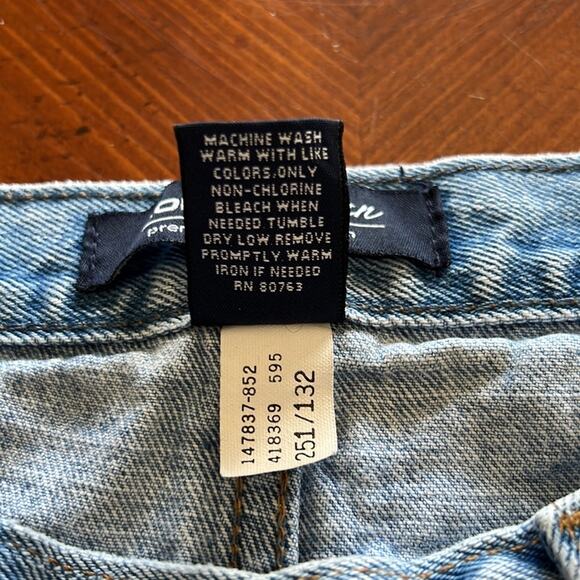 MACHINE WASH
WARM WITH LIKE
COLORS.ONLY
NON-CHLORINE
BLEACH WHEN
NEEDED.TUMBLE
DRY LOW.REMOVE
PROMPTLY.WARM
IRON IF NEEDED
RN 80763
147837-852
418369 595
251/132